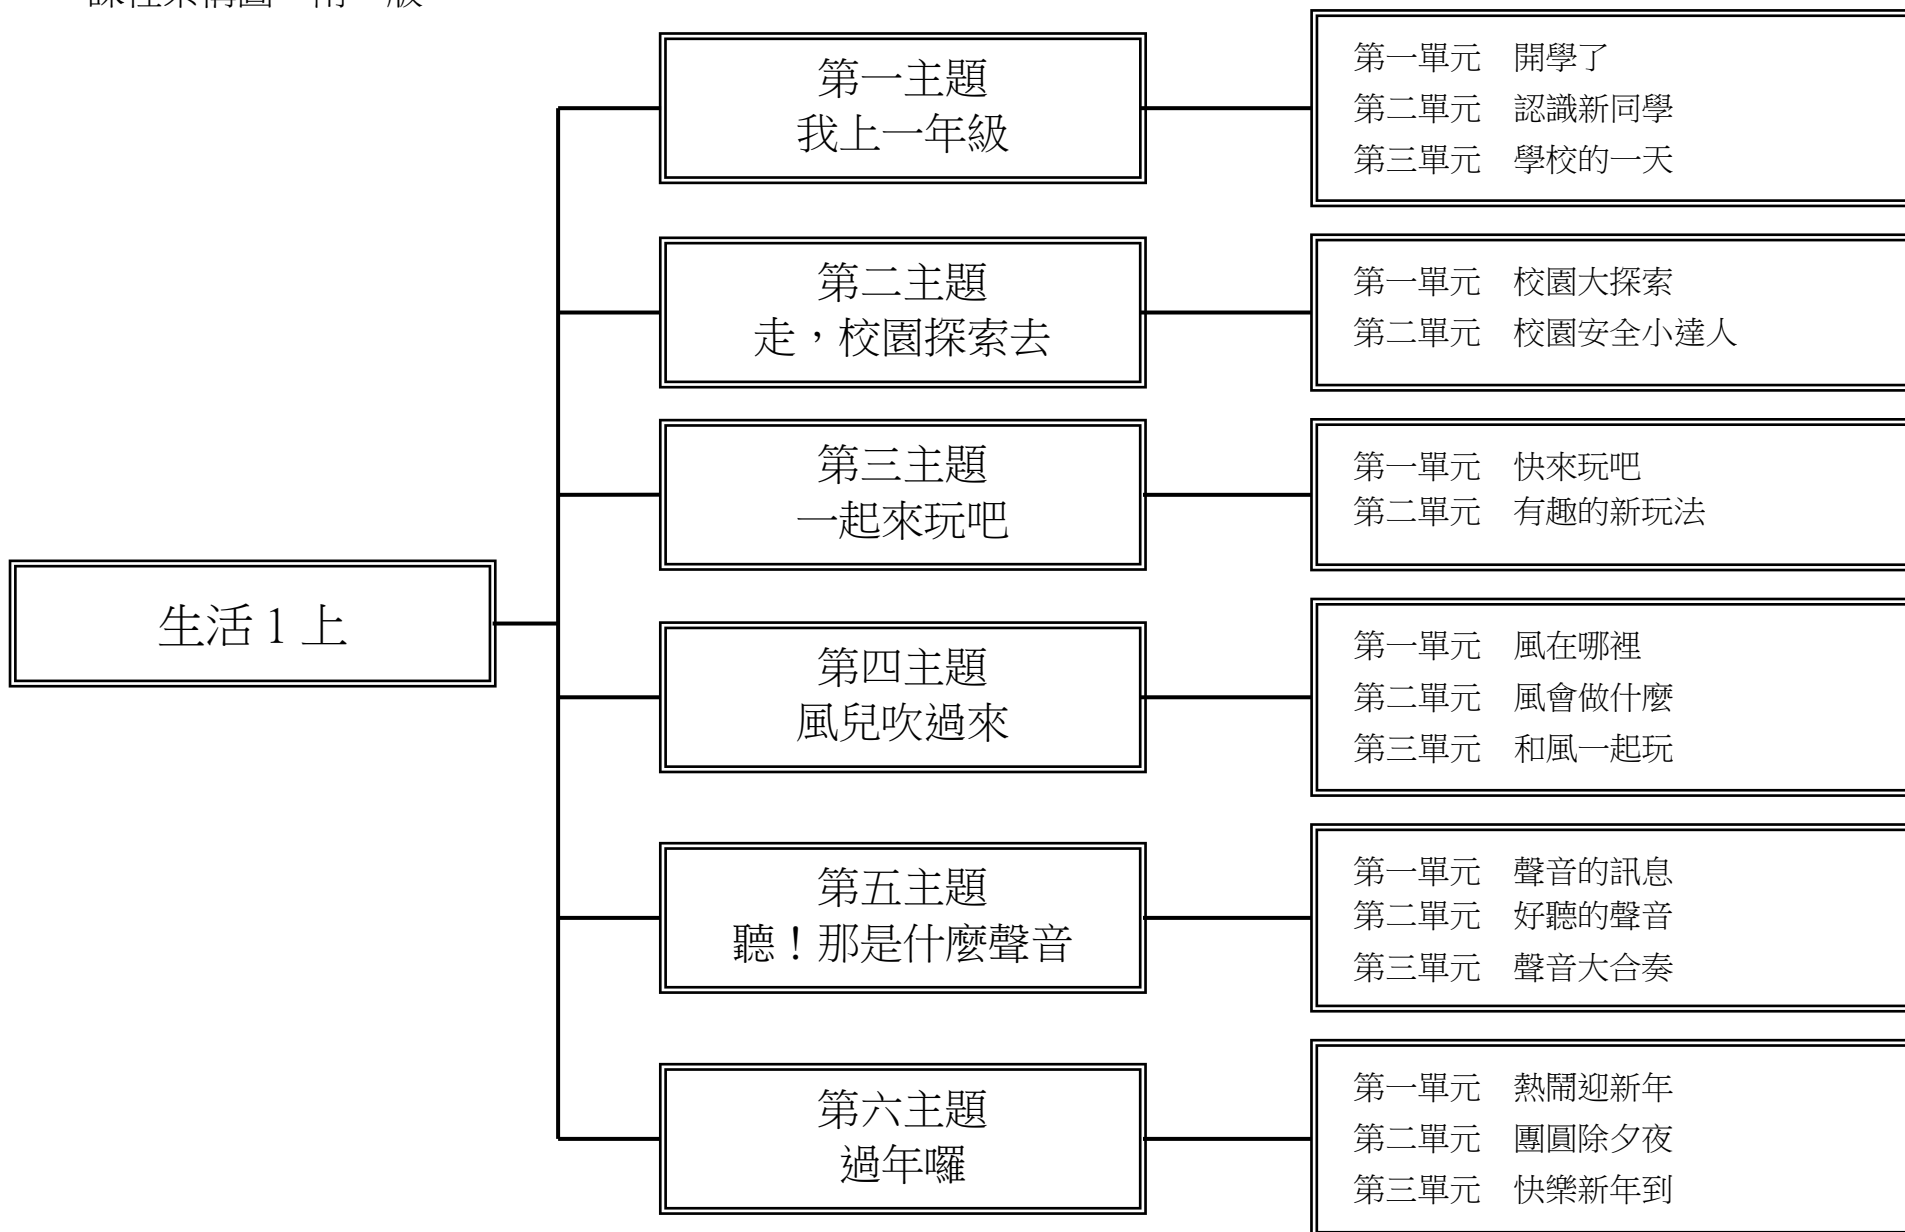 生活 1 上
第一主題
我上一年級
第一單元　開學了
第二單元　認識新同學
第三單元　學校的一天
第二主題
走，校園探索去
第一單元　校園大探索
第二單元　校園安全小達人
第三主題
一起來玩吧
第一單元　快來玩吧
第二單元　有趣的新玩法
第四主題
風兒吹過來
第一單元　風在哪裡
第二單元　風會做什麼
第三單元　和風一起玩
第五主題
聽！那是什麼聲音
第一單元　聲音的訊息
第二單元　好聽的聲音
第三單元　聲音大合奏
第六主題
過年囉
第一單元　熱鬧迎新年
第二單元　團圓除夕夜
第三單元　快樂新年到